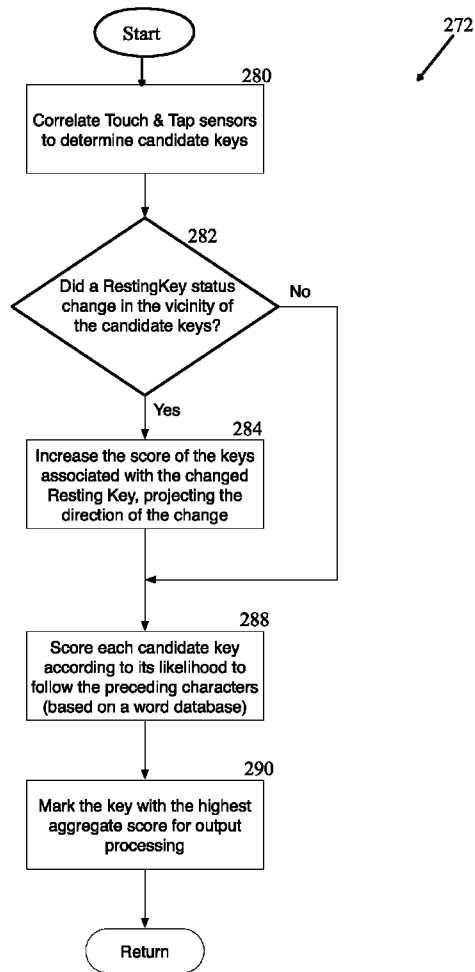 Start
272
280
Correlate Touch & Tap sensors
to determine candidate keys
282
Did a RestingKey status
change in the vicinity of
the candidate keys?
No
Yes
284
Increase the score of the keys
associated with the changed
Resting Key, projecting the
direction of the change
288
Score each candidate key
according to its likelihood to
follow the preceding characters
(based on a word database)
290
Mark the key with the highest
aggregate score for output
processing
Return